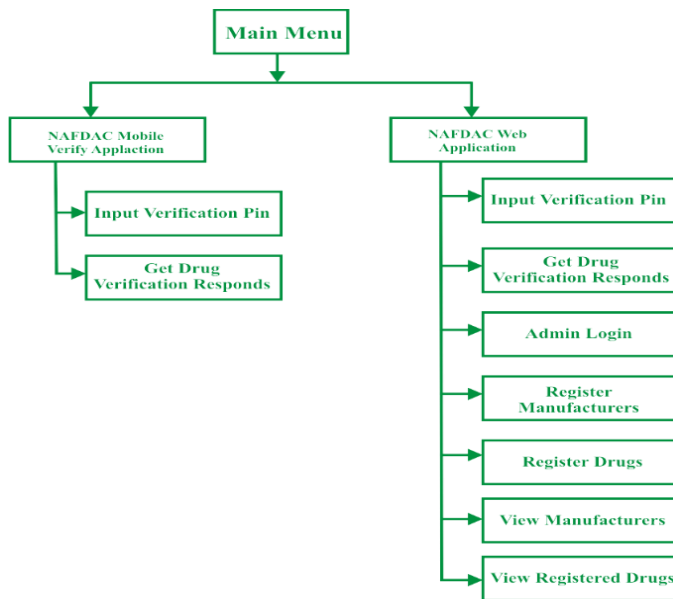 Main Menu
NAFDAC Mobile
Verify Applaction
Input Verification Pin
Get Drug
Verification Responds
NAFDAC Web
Application
Input Verification Pin
Get Drug
Verification Responds
Admin Login
Register
Manufacturers
Register Drugs
View Manufacturers
View Registered Drugs